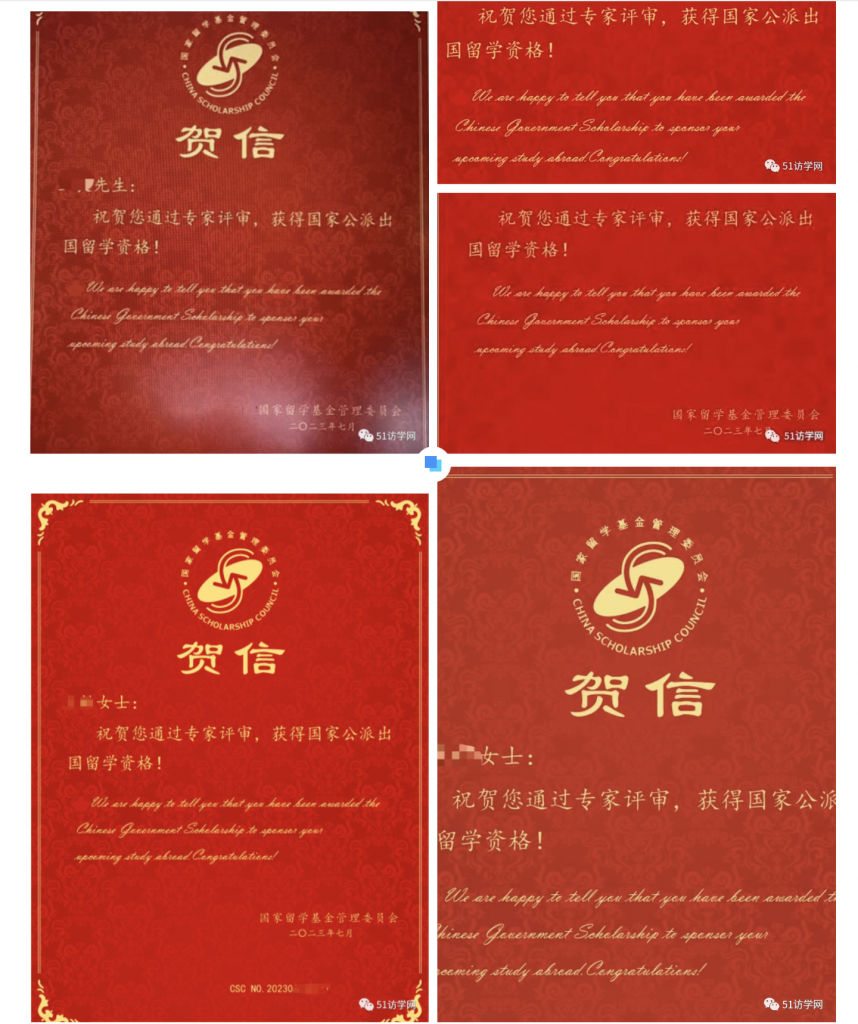 国家留学基金管理委员会
CHINA SCHOLARSHIP COUNCIL
贺信
先生：
祝贺您通过专家评审，获得国家公派出
国留学资格！
We are happy to tell you that you have been awarded the
Chinese Government Scholarship to sponsor your
upcoming study abroad.Congratulations!
国家留学基金管理委员会
二〇二三年七月
51访学网
祝贺您通过专家评审，获得国家公派出
国留学资格！
We are happy to tell you that you have been awarded the
Chinese Government Scholarship to sponsor your
upcoming study abroad.Congratulations!
51访学网
祝贺您通过专家评审，获得国家公派出
国留学资格！
We are happy to tell you that you have been awarded the
Chinese Government Scholarship to sponsor your
upcoming study abroad.Congratulations!
国家留学基金管理委员会
二〇二三年七
51访学网
国家留学基金管理委员会
CHINA SCHOLARSHIP COUNCIL
贺信
女士：
祝贺您通过专家评审，获得国家公派出
国留学资格！
We are happy to tell you that you have been awarded the
Chinese Government Scholarship to sponsor your
upcoming study abroad.Congratulations!
国家留学基金管理委员会
二〇二三年七月
CSC NO.20230
51访学网
国家留学基金管理委员会
CHINA SCHOLARSHIP COUNCIL
贺信
女士：
祝贺您通过专家评审，获得国家公派
留学资格！
We are happy to tell you that you have been awarded
Chinese Government Scholarship to sponsor your
upcoming study abroad.Congratulations!
51访学网